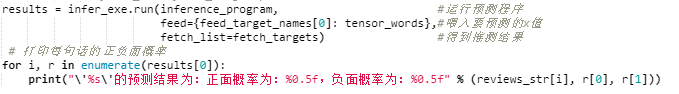 results = infer_exe.run(inference_program, #运行预测程序
feed={feed_target_names[0]: tensor_words},#喂入要预测的x值
fetch_list=fetch_targets) #得到推测结果
# 打印每句话的正负面概率
for i, r in enumerate(results[0]):
print("\'%s\'的预测结果为：正面概率为：%0.5f，负面概率为：%0.5f" % (reviews_str[i], r[0], r[1]))